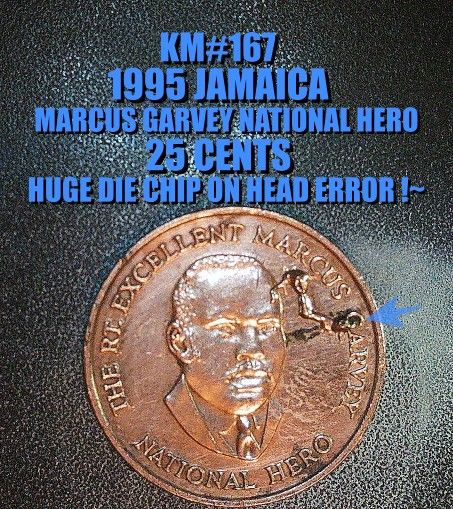 KM#167
1995 JAMAICA
MARCUS GARVEY NATIONAL HERO
25 CENTS
HUGE DIE CHIP ON HEAD ERROR !~
THE RT. EXCELLENT MARCUS GARVEY
NATIONAL HERO